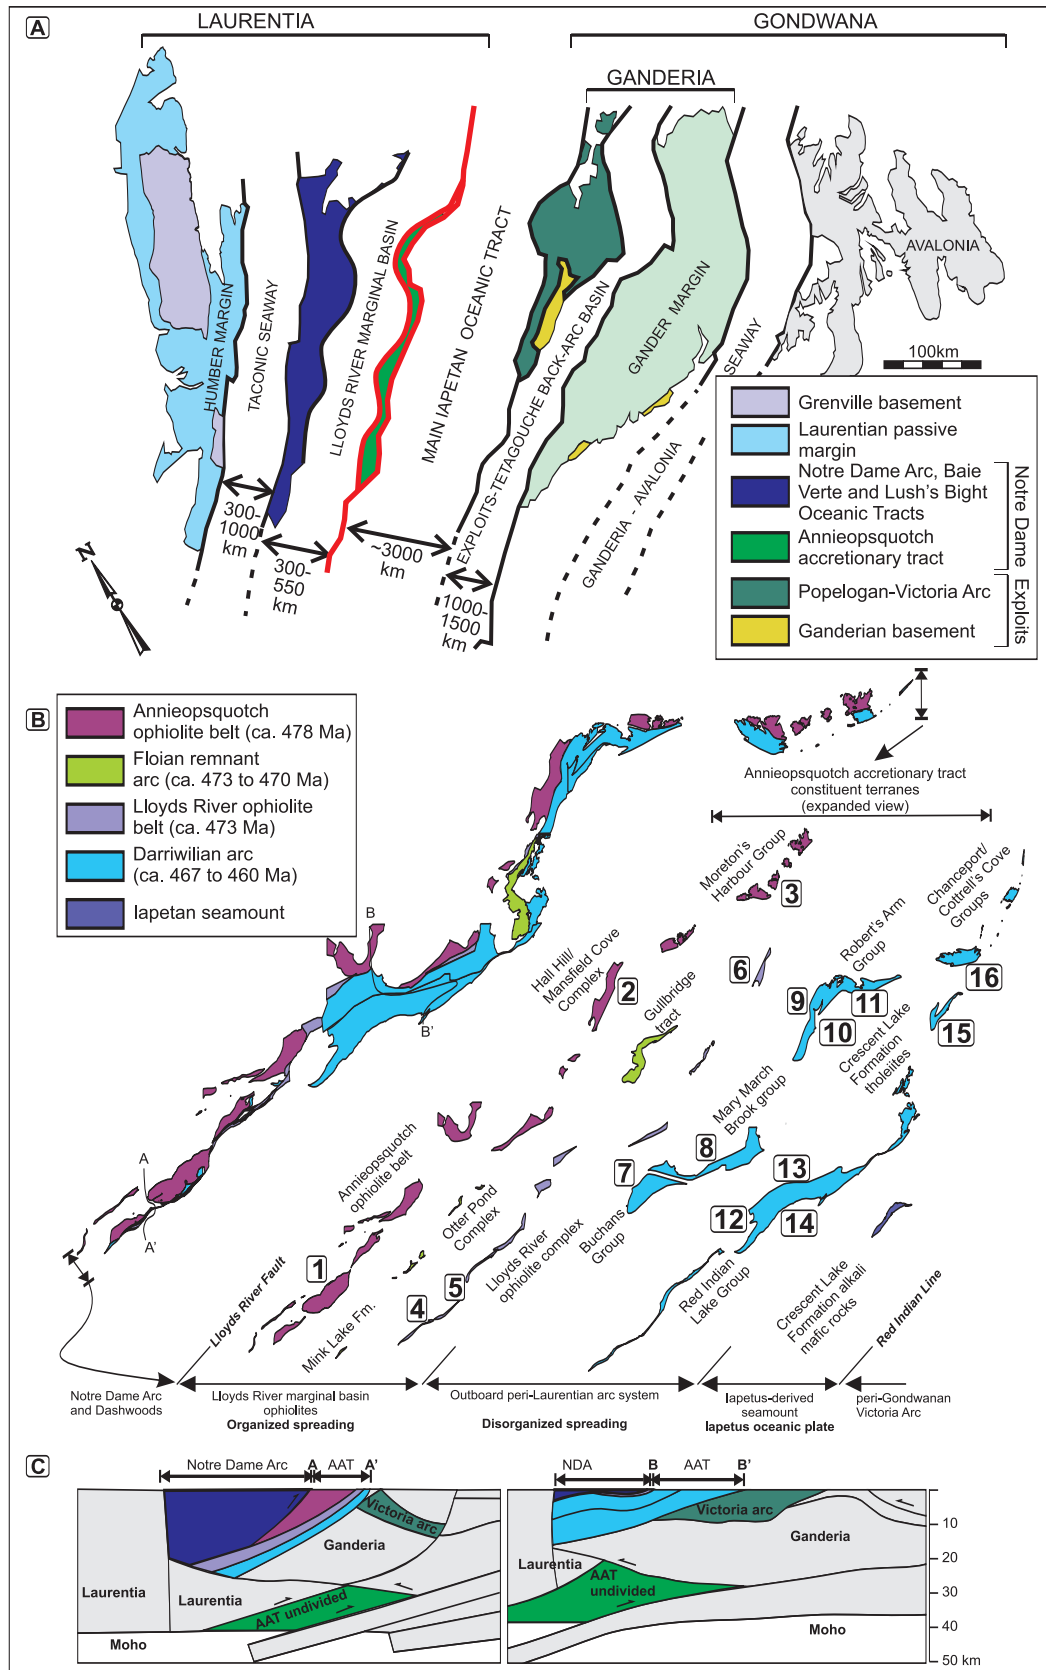 A
LAURENTIA
GONDWANA
GANDERIA
HUMBER MARGIN
TACONIC SEAWAY
LLOYDS RIVER MARGINAL BASIN
MAIN IAPETAN OCEANIC TRACT
EXPLOITS-TETAGOUCHE BACK-ARC BASIN
GANDER MARGIN
GANDERIA - AVALONIA SEAWAY
AVALONIA
100km
300-
1000
km
300-
550
km
~3000
km
1000-
1500
km
N
Grenville basement
Laurentian passive
margin
Notre Dame Arc, Baie
Verte and Lush's Bight
Oceanic Tracts
Annieopsquotch
accretionary tract
Popelogan-Victoria Arc
Ganderian basement
Notre Dame
Exploits
B
Annieopsquotch
ophiolite belt (ca. 478 Ma)
Floian remnant
arc (ca. 473 to 470 Ma)
Lloyds River ophiolite
belt (ca. 473 Ma)
Darriwilian arc
(ca. 467 to 460 Ma)
Iapetan seamount
Annieopsquotch accretionary tract
constituent terranes
(expanded view)
B
B'
A
A'
Moreton's
Harbour Group
3
Chanceport/
Cottrell's Cove
Groups
Hall Hill/
Mansfield Cove
Complex
2
Gullbridge
tract
6
Robert's Arm
Group
9
10
11
16
15
Crescent Lake
Formation
tholeiites
Mary March
Brook group
7
8
Annieopsquotch
ophiolite belt
Otter Pond
Complex
Lloyds River
ophiolite complex
Buchans
Group
12
13
14
1
Lloyds River Fault
Mink Lake Fm.
4
5
Red Indian
Lake Group
Crescent Lake
Formation alkali
mafic rocks
Red Indian Line
Notre Dame Arc
and Dashwoods
Lloyds River marginal basin
ophiolites
Organized spreading
Outboard peri-Laurentian arc system
Disorganized spreading
Iapetus-derived
seamount
Iapetus oceanic plate
peri-Gondwanan
Victoria Arc
C
Notre Dame Arc
A
AAT
A'
NDA
B
AAT
B'
Victoria arc
Ganderia
Laurentia
Laurentia
AAT undivided
Moho
Victoria arc
Ganderia
Laurentia
AAT
undivided
Moho
10
20
30
40
50 km